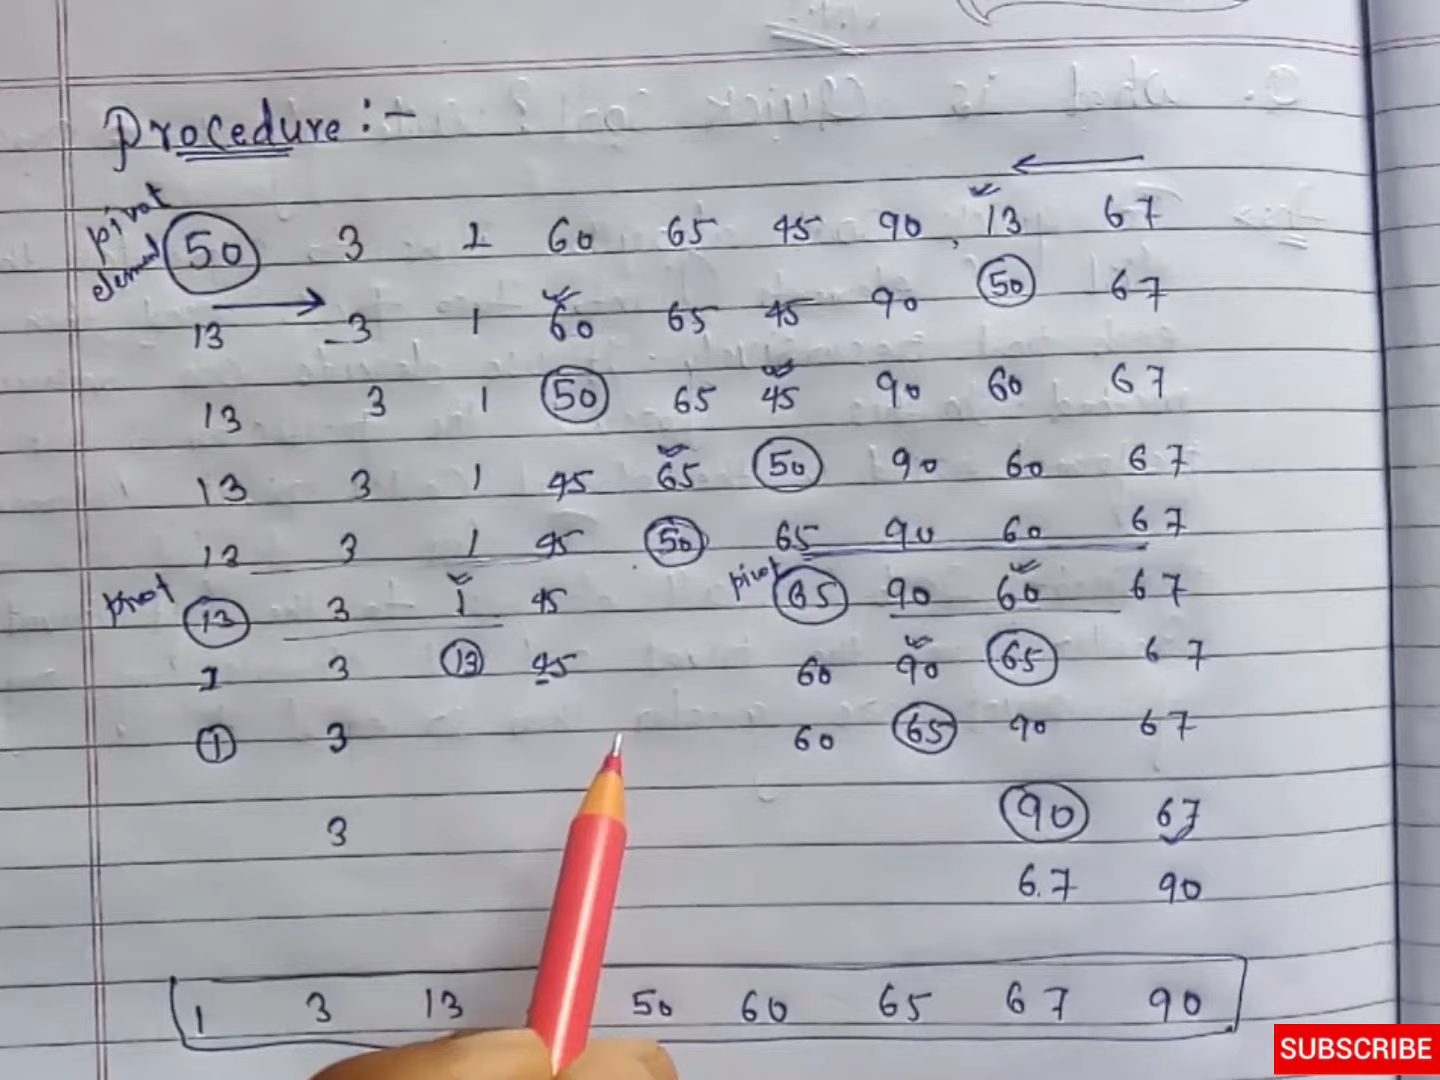 Procedure :-
pivot element 50 3 1 60 65 45 90, 13 67
13 3 1 60 65 45 90 50 67
13 3 1 50 65 45 90 60 67
13 3 1 45 65 50 90 60 67
13 3 1 45 50 65 90 60 67
pivot 13 3 1 45 pivot 65 90 60 67
1 3 13 45 60 90 65 67
1 3 60 65 90 67
3 90 67
67 90
1 3 13 50 60 65 67 90
SUBSCRIBE